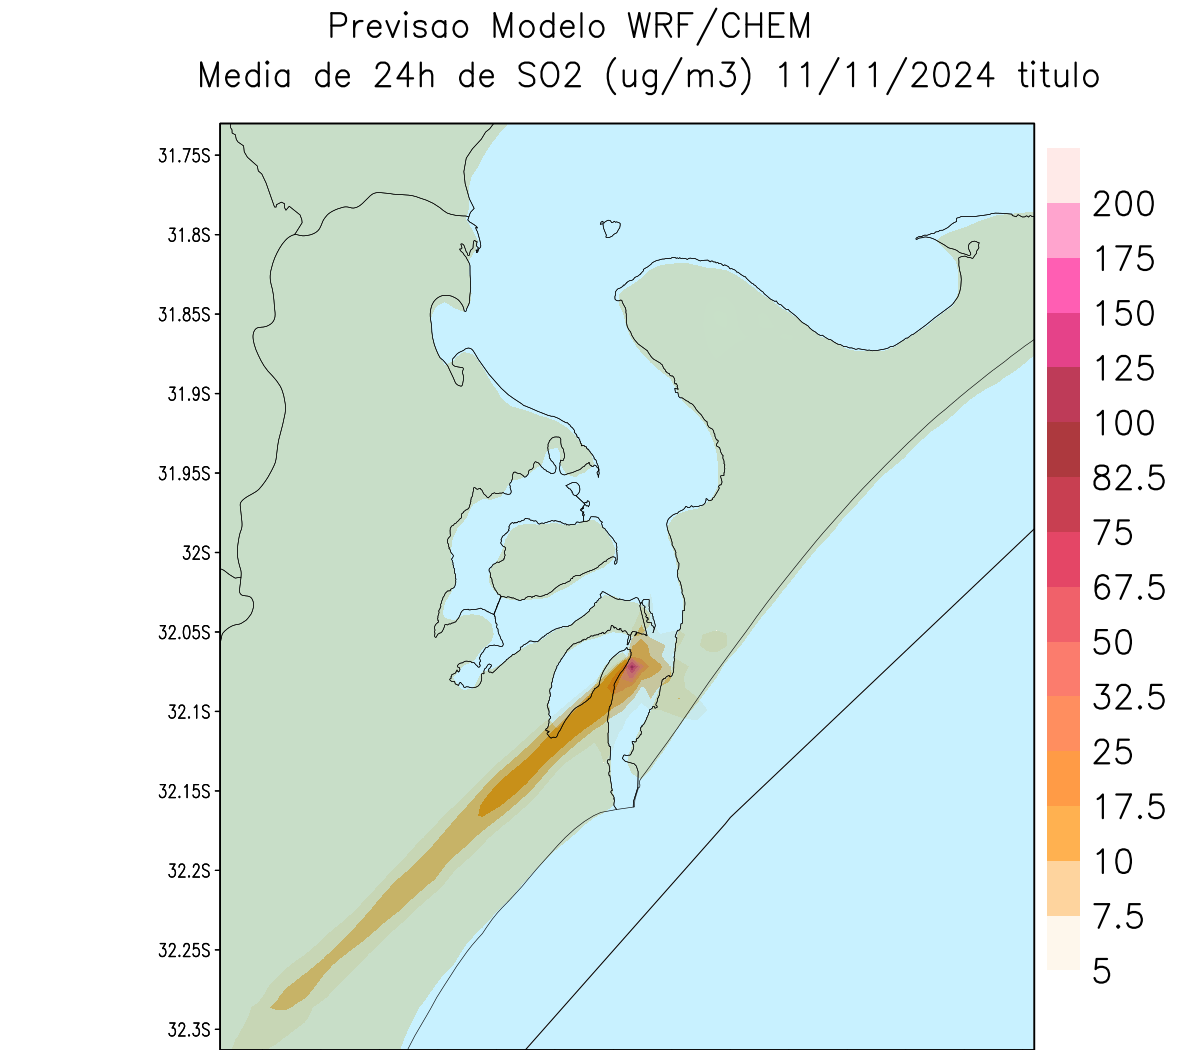 Previsao Modelo WRF/CHEM
Media de 24h de SO2 (ug/m3) 11/11/2024 titulo
31.75S
31.8S
31.85S
31.9S
31.95S
32S
32.05S
32.1S
32.15S
32.2S
32.25S
32.3S
200
175
150
125
100
82.5
75
67.5
50
32.5
25
17.5
10
7.5
5